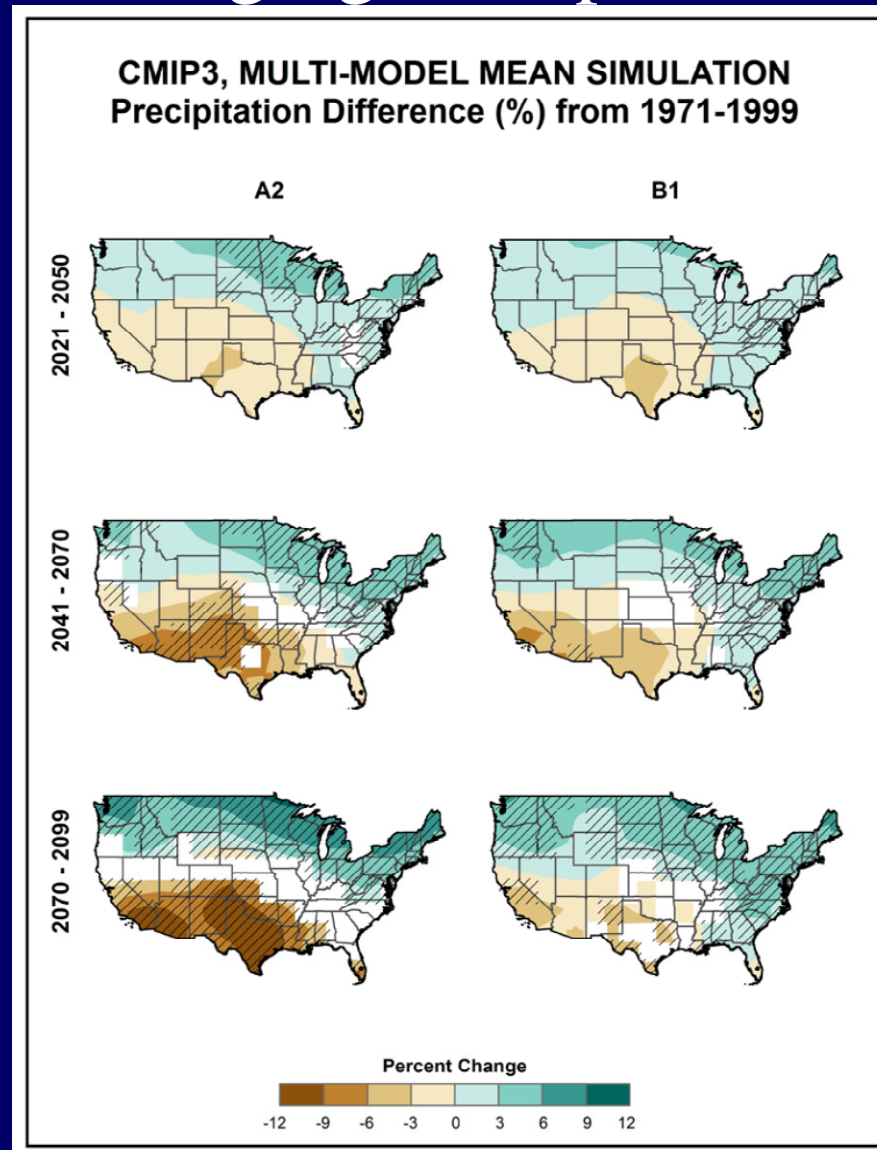 CMIP3, MULTI-MODEL MEAN SIMULATION
Precipitation Difference (%) from 1971-1999
A2
B1
2021 - 2050
2041 - 2070
2070 - 2099
Percent Change
-12 -9 -6 -3 0 3 6 9 12